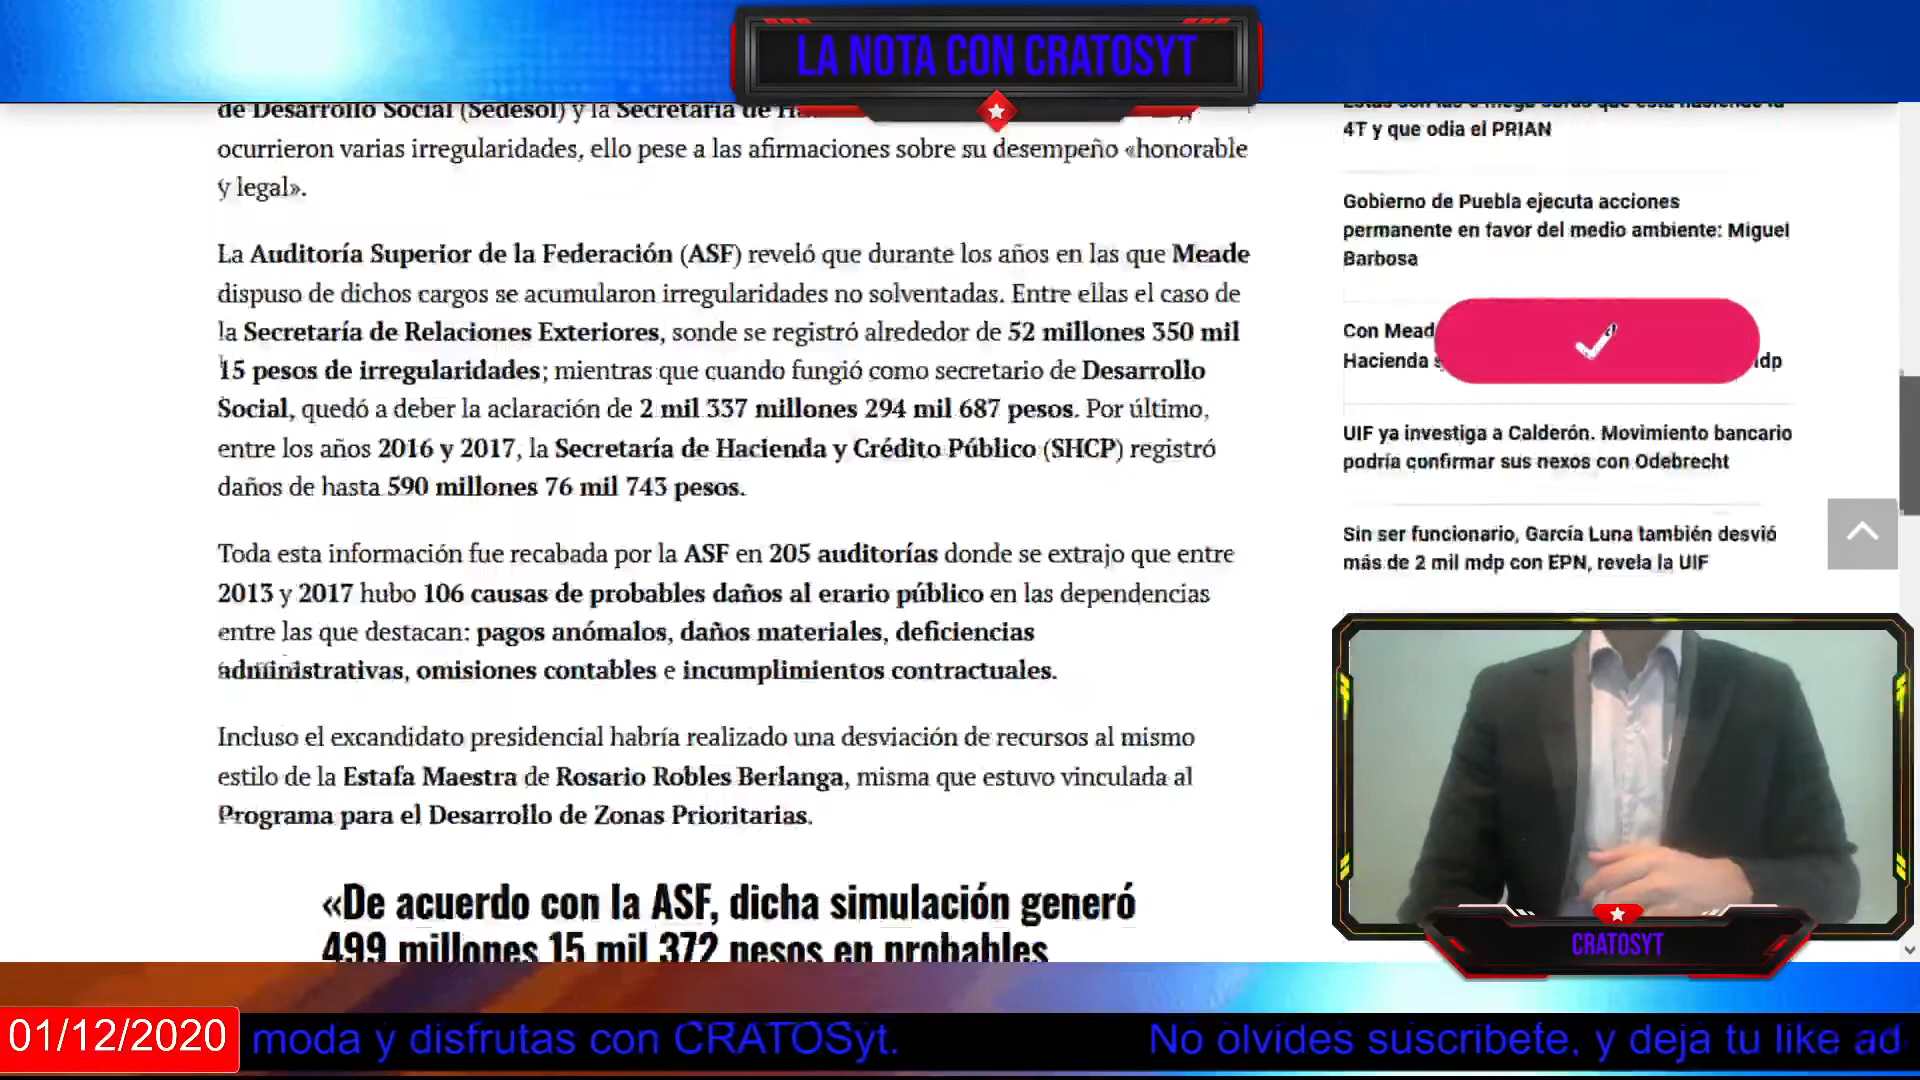 LA NOTA CON CRATOSYT
de Desarrollo Social (Sedesol) y la Secretaría de
ocurrieron varias irregularidades, ello pese a las afirmaciones sobre su desempeño «honorable
y legal».
La Auditoría Superior de la Federación (ASF) reveló que durante los años en las que Meade
dispuso de dichos cargos se acumularon irregularidades no solventadas. Entre ellas el caso de
la Secretaría de Relaciones Exteriores, sonde se registró alrededor de 52 millones 350 mil
15 pesos de irregularidades; mientras que cuando fungió como secretario de Desarrollo
Social, quedó a deber la aclaración de 2 mil 337 millones 294 mil 687 pesos. Por último,
entre los años 2016 y 2017, la Secretaría de Hacienda y Crédito Público (SHCP) registró
daños de hasta 590 millones 76 mil 743 pesos.
Toda esta información fue recabada por la ASF en 205 auditorías donde se extrajo que entre
2013 y 2017 hubo 106 causas de probables daños al erario público en las dependencias
entre las que destacan: pagos anómalos, daños materiales, deficiencias
administrativas, omisiones contables e incumplimientos contractuales.
Incluso el excandidato presidencial habría realizado una desviación de recursos al mismo
estilo de la Estafa Maestra de Rosario Robles Berlanga, misma que estuvo vinculada al
Programa para el Desarrollo de Zonas Prioritarias.
«De acuerdo con la ASF, dicha simulación generó
499 millones 15 mil 372 pesos en probables
4T y que odia el PRIAN
Gobierno de Puebla ejecuta acciones
permanente en favor del medio ambiente: Miguel
Barbosa
Con Mead
Hacienda
UIF ya investiga a Calderón. Movimiento bancario
podría confirmar sus nexos con Odebrecht
Sin ser funcionario, García Luna también desvió
más de 2 mil mdp con EPN, revela la UIF
CRATOSYT
01/12/2020
moda y disfrutas con CRATOSyt.
No olvides suscribete, y deja tu like ad